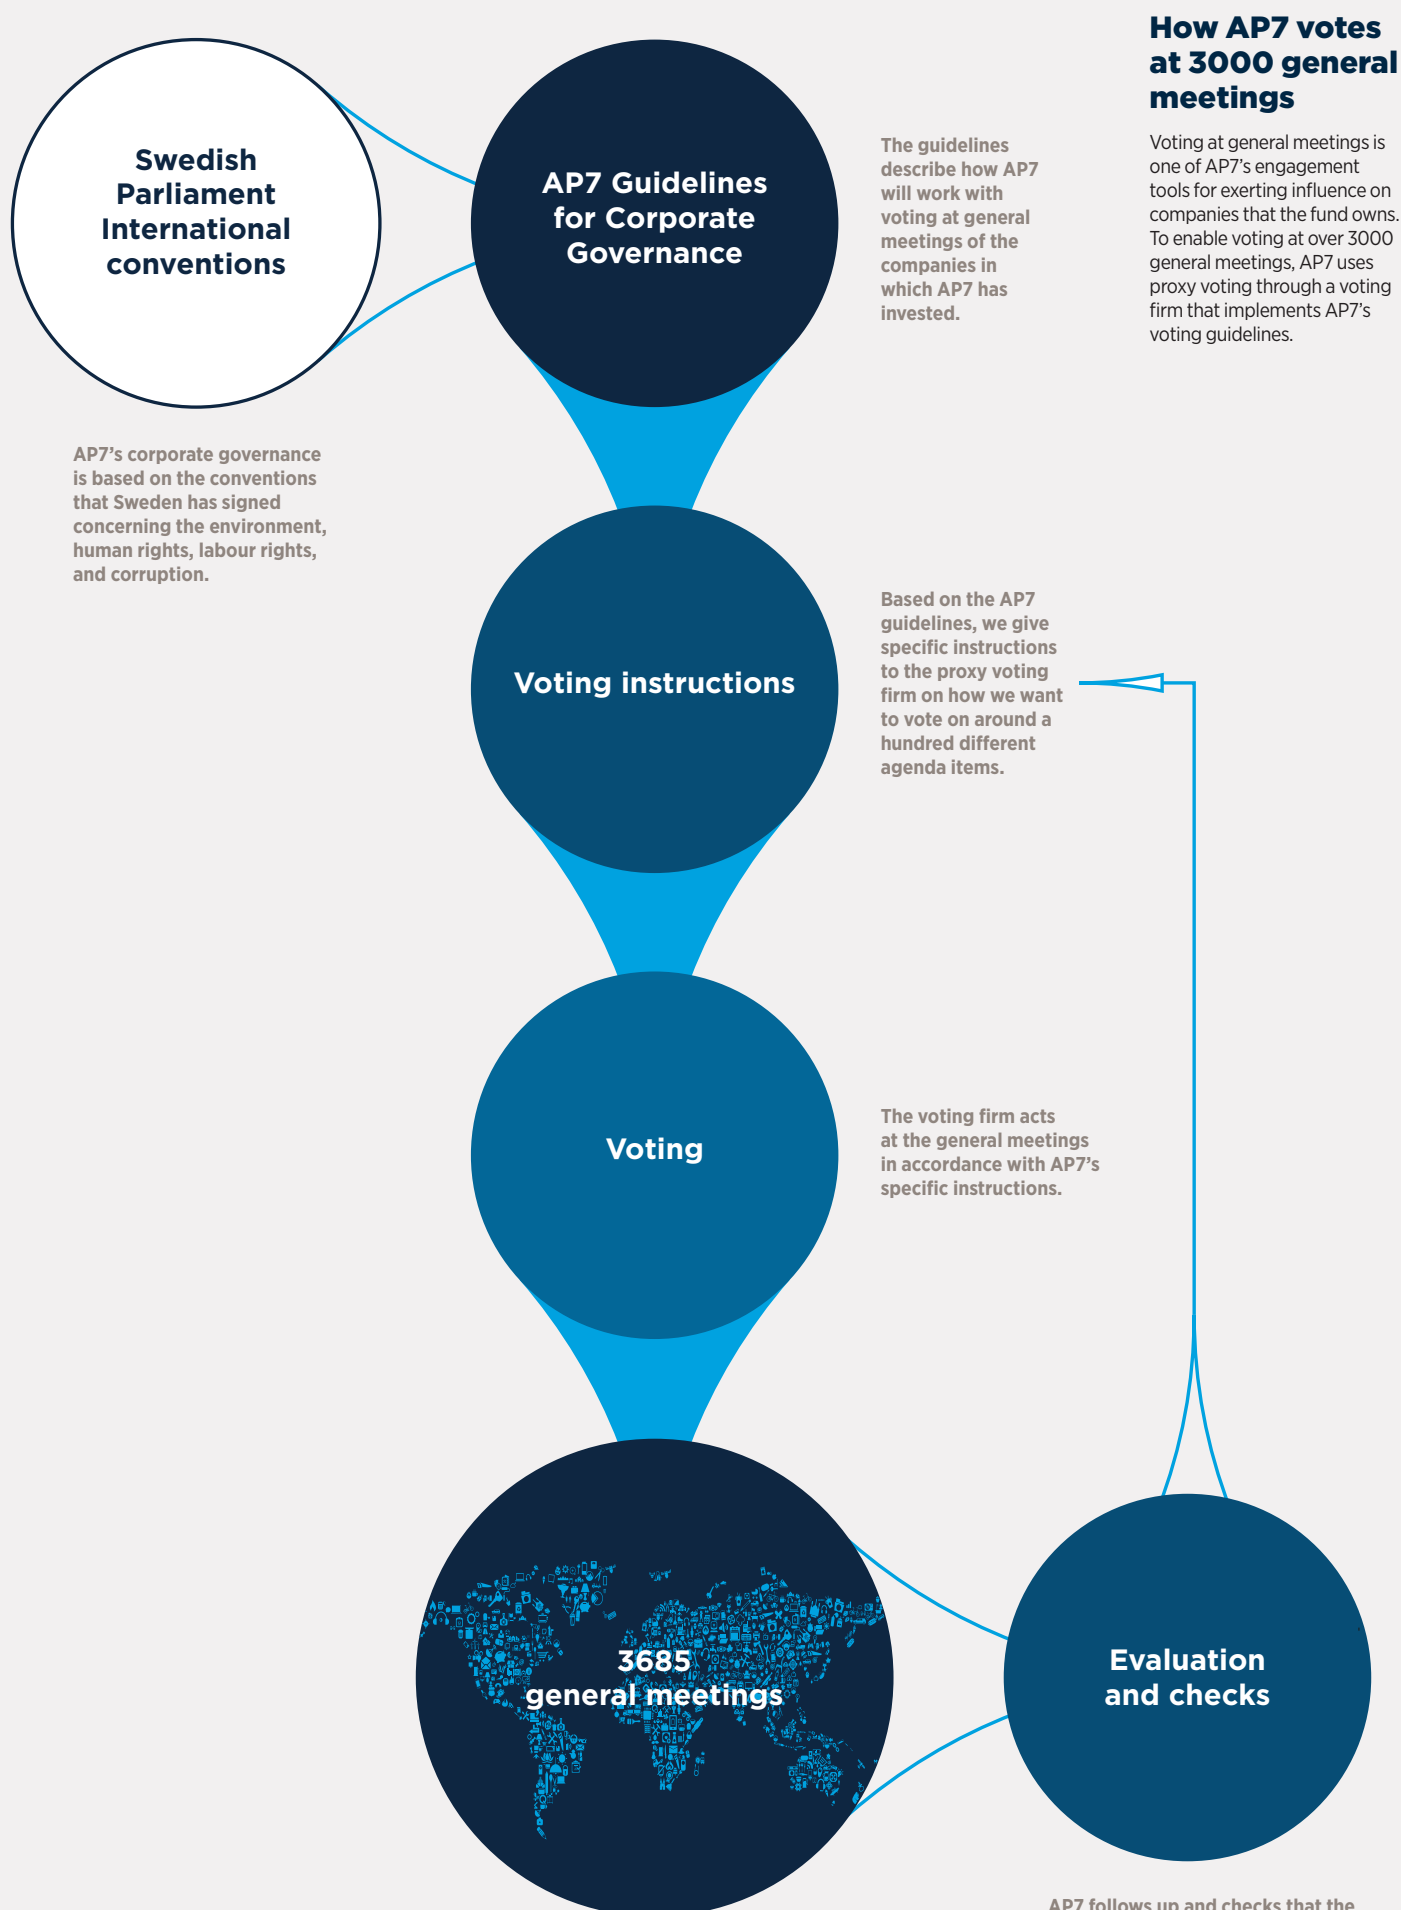 How AP7 votes
at 3000 general
meetings
Voting at general meetings is
one of AP7's engagement
tools for exerting influence on
companies that the fund owns.
To enable voting at over 3000
general meetings, AP7 uses
proxy voting through a voting
firm that implements AP7's
voting guidelines.
Swedish
Parliament
International
conventions
AP7's corporate governance
is based on the conventions
that Sweden has signed
concerning the environment,
human rights, labour rights,
and corruption.
AP7 Guidelines
for Corporate
Governance
The guidelines
describe how AP7
will work with
voting at general
meetings of the
companies in
which AP7 has
invested.
Voting instructions
Based on the AP7
guidelines, we give
specific instructions
to the proxy voting
firm on how we want
to vote on around a
hundred different
agenda items.
Voting
The voting firm acts
at the general meetings
in accordance with AP7's
specific instructions.
3685
general meetings
Evaluation
and checks
AP7 follows up and checks that the